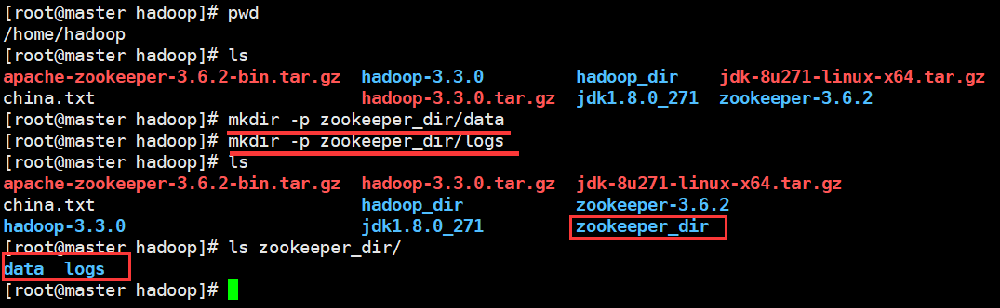 [root@master hadoop]# pwd
/home/hadoop
[root@master hadoop]# ls
apache-zookeeper-3.6.2-bin.tar.gz  hadoop-3.3.0         hadoop_dir    jdk-8u271-linux-x64.tar.gz
china.txt                          hadoop-3.3.0.tar.gz  jdk1.8.0_271  zookeeper-3.6.2
[root@master hadoop]# mkdir -p zookeeper_dir/data
[root@master hadoop]# mkdir -p zookeeper_dir/logs
[root@master hadoop]# ls
apache-zookeeper-3.6.2-bin.tar.gz  hadoop-3.3.0.tar.gz  jdk-8u271-linux-x64.tar.gz
china.txt                          hadoop_dir           zookeeper-3.6.2
hadoop-3.3.0                       jdk1.8.0_271         zookeeper_dir
[root@master hadoop]# ls zookeeper_dir/
data  logs
[root@master hadoop]#